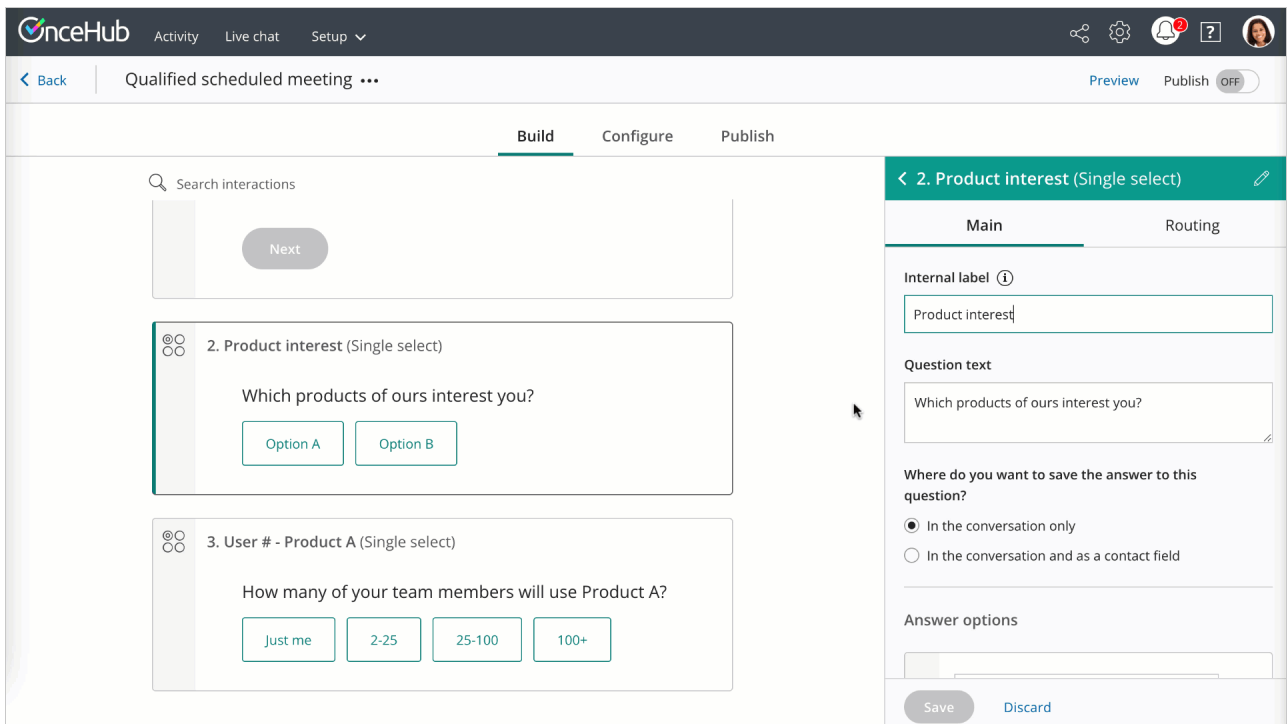 OnceHub Activity Live chat Setup 2 ?
Back Qualified scheduled meeting ••• Preview Publish OFF
Build Configure Publish
Search interactions
Next
2. Product interest (Single select)
Which products of ours interest you?
Option A Option B
3. User # - Product A (Single select)
How many of your team members will use Product A?
Just me 2-25 25-100 100+
2. Product interest (Single select)
Main Routing
Internal label i
Product interest
Question text
Which products of ours interest you?
Where do you want to save the answer to this
question?
In the conversation only
In the conversation and as a contact field
Answer options
Save Discard